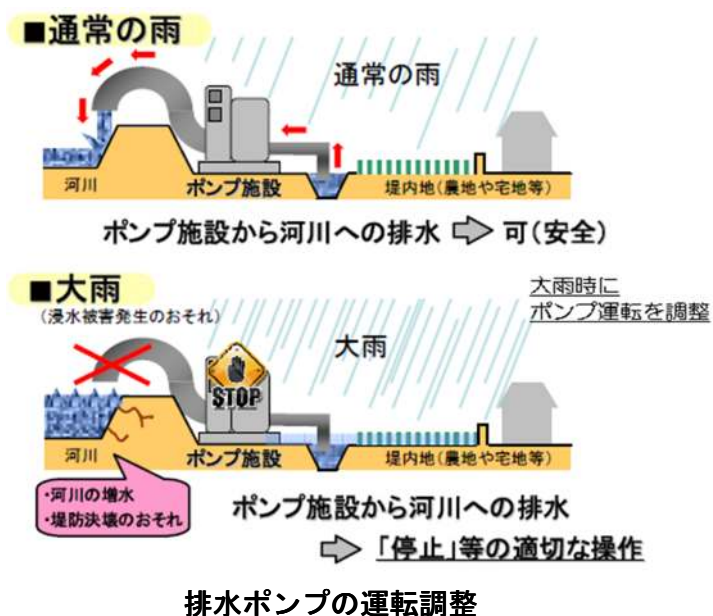 ■通常の雨
通常の雨
河川
ポンプ施設
堤内地(農地や宅地等)
ポンプ施設から河川への排水 ⇨ 可(安全)
■大雨
(浸水被害発生のおそれ)
大雨時に
ポンプ運転を調整
大雨
STOP
河川
ポンプ施設
堤内地(農地や宅地等)
・河川の増水
・堤防決壊のおそれ
ポンプ施設から河川への排水
⇨ 「停止」等の適切な操作
排水ポンプの運転調整